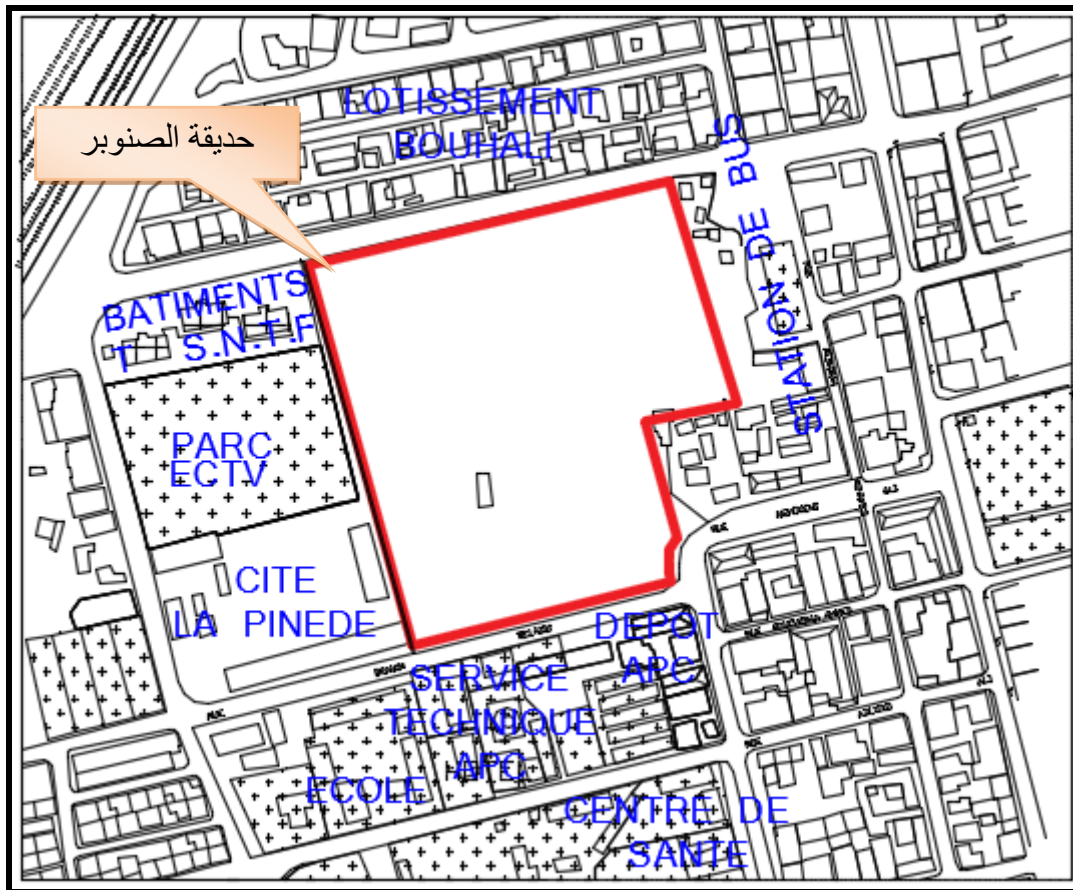 LOTISSEMENT
BOUHALI
حديقة الصنوبر
STATION DE BUS
BATIMENTS
T S.N.T.F
PARC
ECTV
CITE
LA PINEDE
DEPOT
APC
SERVICE
TECHNIQUE
APC
ECOLE
CENTRE DE
SANTE